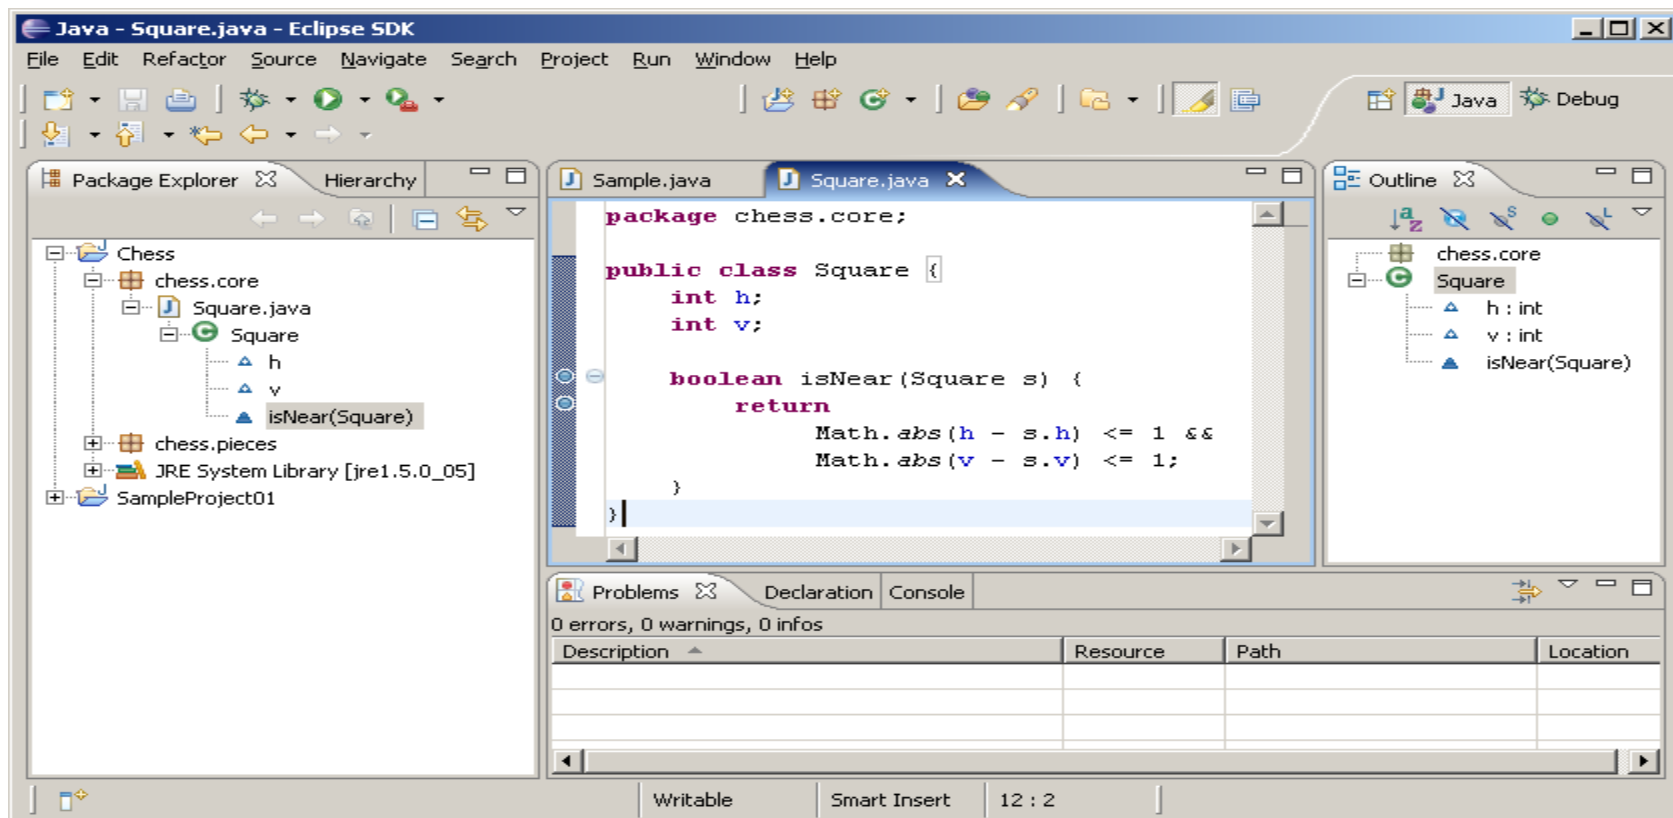 Java - Square.java - Eclipse SDK
File Edit Refactor Source Navigate Search Project Run Window Help
Java Debug
Package Explorer Hierarchy
Chess
chess.core
Square.java
Square
h
v
isNear(Square)
chess.pieces
JRE System Library [jre1.5.0_05]
SampleProject01
Sample.java Square.java
package chess.core;
public class Square {
int h;
int v;
boolean isNear(Square s) {
return
Math.abs(h - s.h) <= 1 &&
Math.abs(v - s.v) <= 1;
}
}
Outline
chess.core
Square
h : int
v : int
isNear(Square)
Problems Declaration Console
0 errors, 0 warnings, 0 infos
Description Resource Path Location
Writable Smart Insert 12 : 2